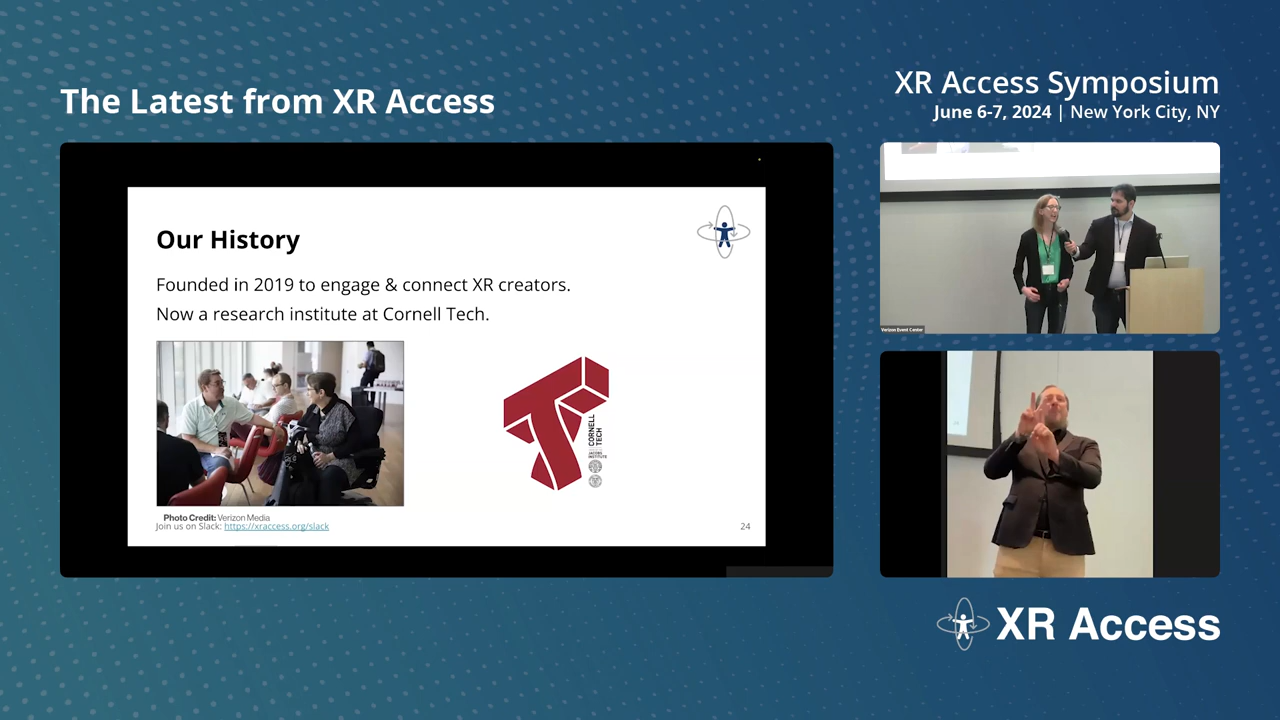 The Latest from XR Access
XR Access Symposium
June 6-7, 2024 | New York City, NY
Our History
Founded in 2019 to engage & connect XR creators.
Now a research institute at Cornell Tech.
CORNELL
TECH
JACOBS
INSTITUTE
Photo Credit: Verizon Media
Join us on Slack: https://xraccess.org/slack
24
Verizon Event Center
XR Access